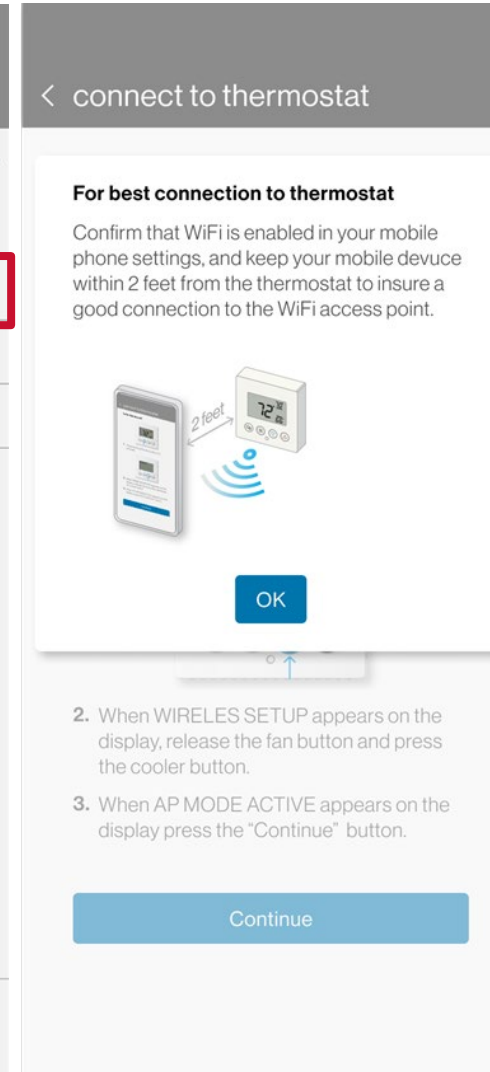 < connect to thermostat
For best connection to thermostat
Confirm that WiFi is enabled in your mobile
phone settings, and keep your mobile devuce
within 2 feet from the thermostat to insure a
good connection to the WiFi access point.
2 feet
72
OK
2. When WIRELES SETUP appears on the
display, release the fan button and press
the cooler button.
3. When AP MODE ACTIVE appears on the
display press the “Continue” button.
Continue